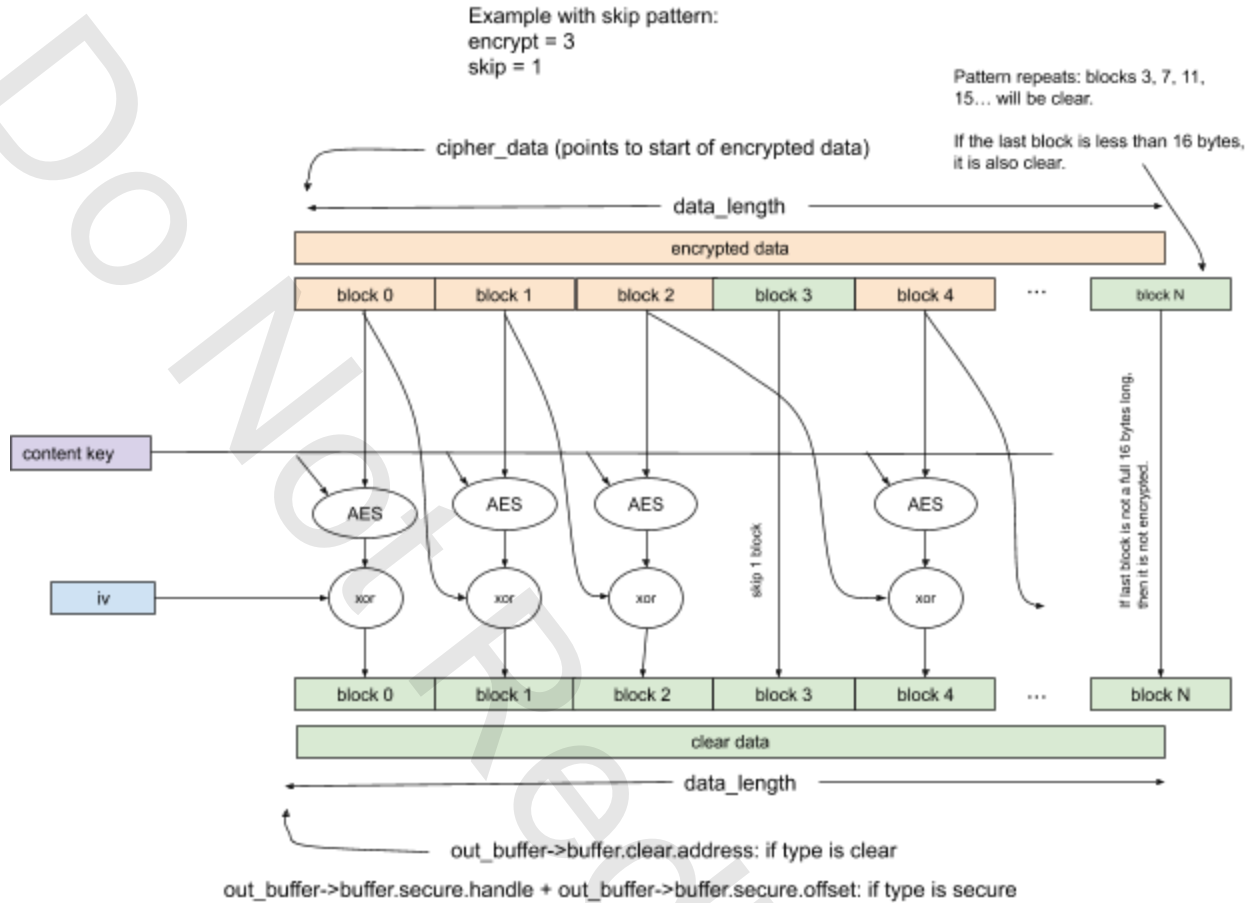 Example with skip pattern:
encrypt = 3
skip = 1
Pattern repeats: blocks 3, 7, 11,
15... will be clear.
If the last block is less than 16 bytes,
it is also clear.
cipher_data (points to start of encrypted data)
data_length
encrypted data
block 0
block 1
block 2
block 3
block 4
...
block N
content key
AES
AES
AES
AES
skip 1 block
If last block is not a full 16 bytes long,
then it is not encrypted.
iv
xor
xor
xor
xor
block 0
block 1
block 2
block 3
block 4
...
block N
clear data
data_length
out_buffer->buffer.clear.address: if type is clear
out_buffer->buffer.secure.handle + out_buffer->buffer.secure.offset: if type is secure
Do Not Red